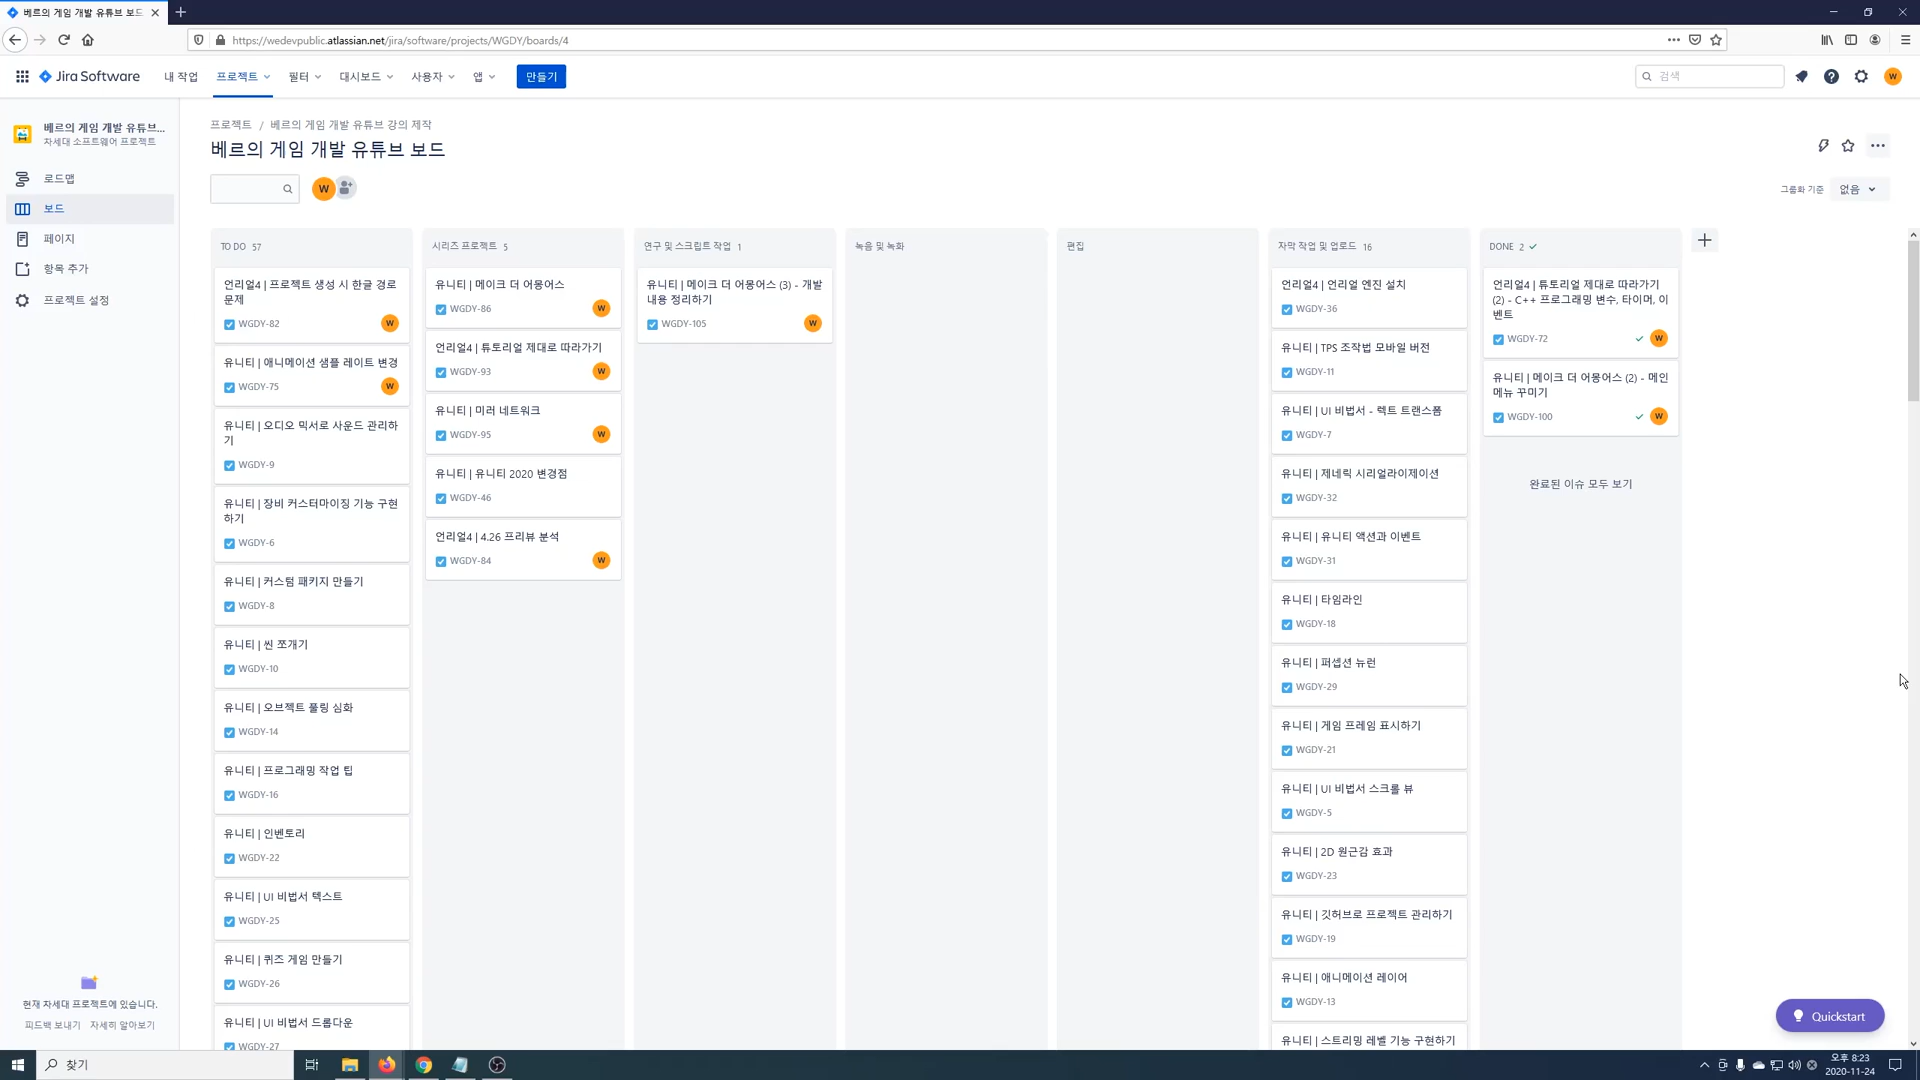 베르의 게임 개발 유튜브 보드
https://wedevpublic.atlassian.net/jira/software/projects/WGDY/boards/4
Jira Software
내 작업
프로젝트
필터
대시보드
사용자
앱
만들기
검색
W
베르의 게임 개발 유튜브...
차세대 소프트웨어 프로젝트
로드맵
보드
페이지
항목 추가
프로젝트 설정
프로젝트 / 베르의 게임 개발 유튜브 강의 제작
베르의 게임 개발 유튜브 보드
W
그룹화 기준
없음
TO DO 57
언리얼4 | 프로젝트 생성 시 한글 경로
문제
WGDY-82
W
유니티 | 애니메이션 샘플 레이트 변경
WGDY-75
W
유니티 | 오디오 믹서로 사운드 관리하
기
WGDY-9
유니티 | 장비 커스터마이징 기능 구현
하기
WGDY-6
유니티 | 커스텀 패키지 만들기
WGDY-8
유니티 | 씬 쪼개기
WGDY-10
유니티 | 오브젝트 풀링 심화
WGDY-14
유니티 | 프로그래밍 작업 팁
WGDY-16
유니티 | 인벤토리
WGDY-22
유니티 | UI 비법서 텍스트
WGDY-25
유니티 | 퀴즈 게임 만들기
WGDY-26
유니티 | UI 비법서 드롭다운
WGDY-27
시리즈 프로젝트 5
유니티 | 메이크 더 어몽어스
WGDY-86
W
언리얼4 | 튜토리얼 제대로 따라가기
WGDY-93
W
유니티 | 미러 네트워크
WGDY-95
W
유니티 | 유니티 2020 변경점
WGDY-46
언리얼4 | 4.26 프리뷰 분석
WGDY-84
W
연구 및 스크립트 작업 1
유니티 | 메이크 더 어몽어스 (3) - 개발
내용 정리하기
WGDY-105
W
녹음 및 녹화
편집
자막 작업 및 업로드 16
언리얼4 | 언리얼 엔진 설치
WGDY-36
유니티 | TPS 조작법 모바일 버전
WGDY-11
유니티 | UI 비법서 - 렉트 트랜스폼
WGDY-7
유니티 | 제네릭 시리얼라이제이션
WGDY-32
유니티 | 유니티 액션과 이벤트
WGDY-31
유니티 | 타임라인
WGDY-18
유니티 | 퍼셉션 뉴런
WGDY-29
유니티 | 게임 프레임 표시하기
WGDY-21
유니티 | UI 비법서 스크롤 뷰
WGDY-5
유니티 | 2D 원근감 효과
WGDY-23
유니티 | 깃허브로 프로젝트 관리하기
WGDY-19
유니티 | 애니메이션 레이어
WGDY-13
유니티 | 스트리밍 레벨 기능 구현하기
DONE 2
언리얼4 | 튜토리얼 제대로 따라가기
(2) - C++ 프로그래밍 변수, 타이머, 이
벤트
WGDY-72
W
유니티 | 메이크 더 어몽어스 (2) - 메인
메뉴 꾸미기
WGDY-100
W
완료된 이슈 모두 보기
현재 차세대 프로젝트에 있습니다.
피드백 보내기 자세히 알아보기
Quickstart
찾기
오후 8:23
2020-11-24